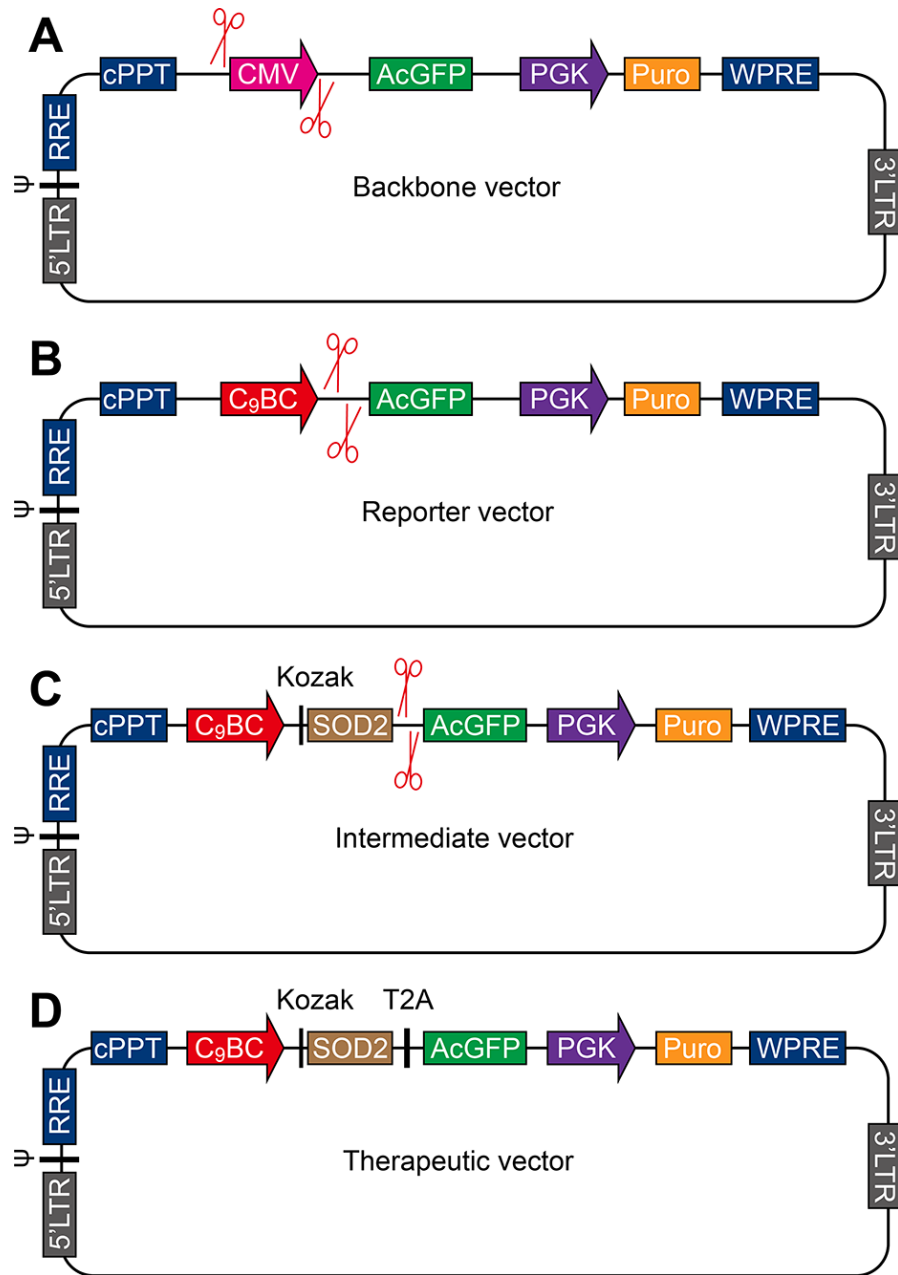 A
cPPT CMV AcGFP PGK Puro WPRE
RRE
ψ
5'LTR
3'LTR
Backbone vector
B
cPPT C₉BC AcGFP PGK Puro WPRE
RRE
ψ
5'LTR
3'LTR
Reporter vector
C
Kozak
cPPT C₉BC SOD2 AcGFP PGK Puro WPRE
RRE
ψ
5'LTR
3'LTR
Intermediate vector
D
Kozak T2A
cPPT C₉BC SOD2 AcGFP PGK Puro WPRE
RRE
ψ
5'LTR
3'LTR
Therapeutic vector